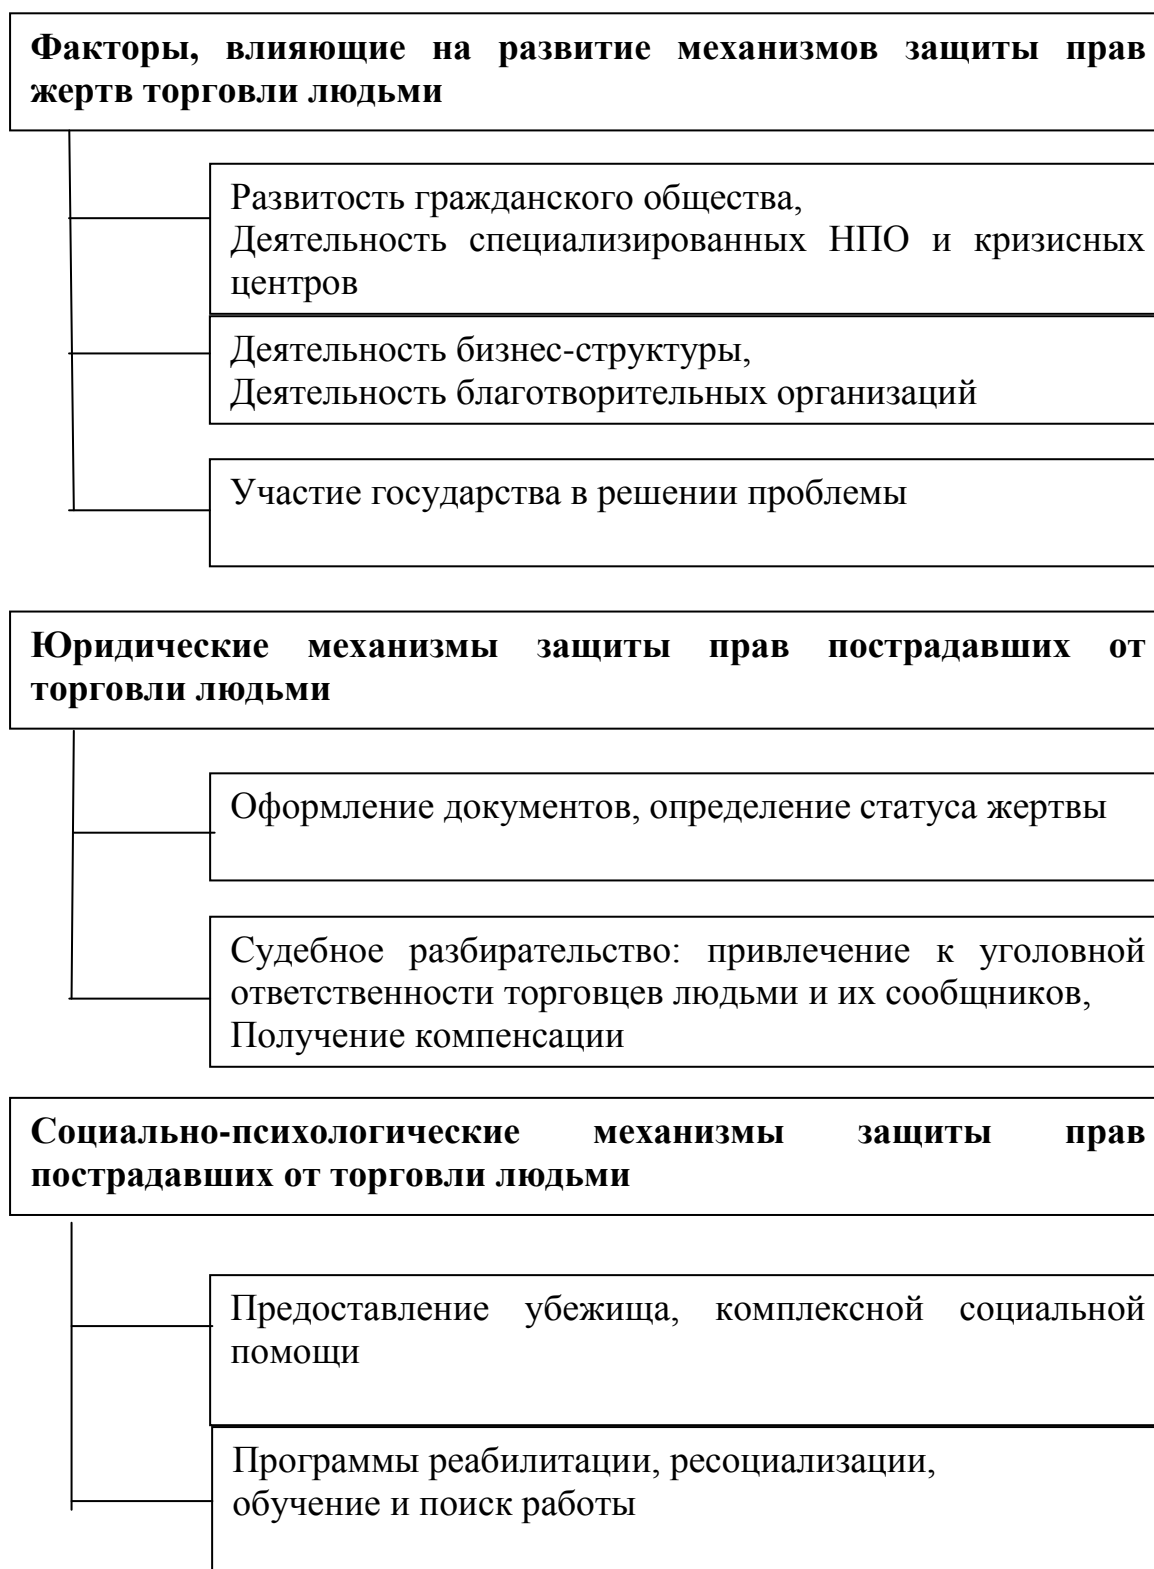 Факторы, влияющие на развитие механизмов защиты прав
жертв торговли людьми
Развитость гражданского общества,
Деятельность специализированных НПО и кризисных
центров
Деятельность бизнес-структуры,
Деятельность благотворительных организаций
Участие государства в решении проблемы
Юридические механизмы защиты прав пострадавших от
торговли людьми
Оформление документов, определение статуса жертвы
Судебное разбирательство: привлечение к уголовной
ответственности торговцев людьми и их сообщников,
Получение компенсации
Социально-психологические механизмы защиты прав
пострадавших от торговли людьми
Предоставление убежища, комплексной социальной
помощи
Программы реабилитации, ресоциализации,
обучение и поиск работы